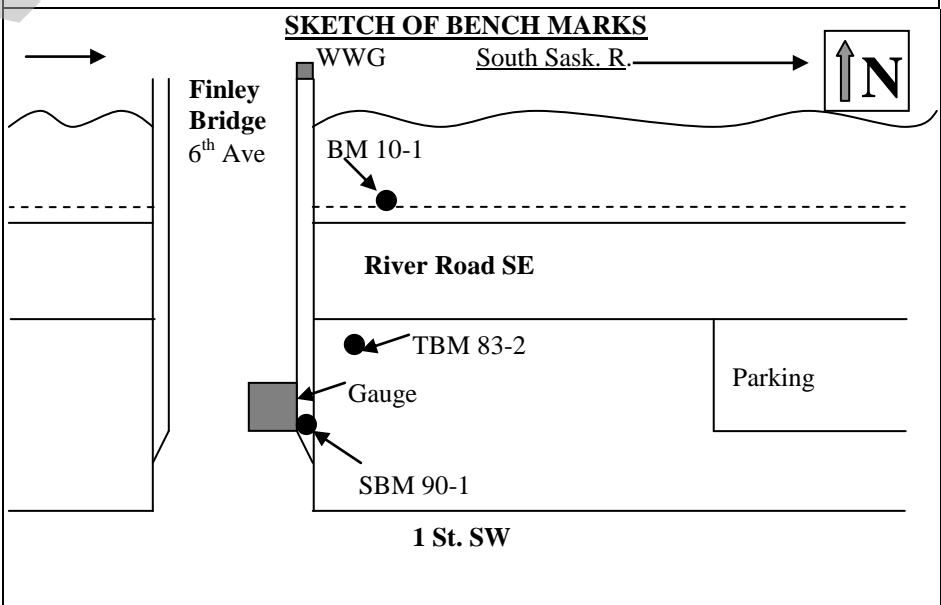 SKETCH OF BENCH MARKS
WWG
South Sask. R.
N
Finley
Bridge
6th Ave
BM 10-1
River Road SE
TBM 83-2
Gauge
Parking
SBM 90-1
1 St. SW